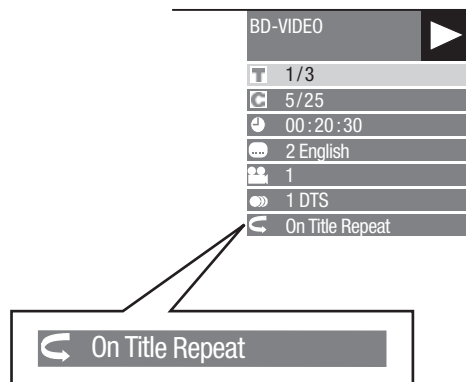 BD-VIDEO
T 1/3
C 5/25
00:20:30
2 English
1
1 DTS
On Title Repeat
On Title Repeat